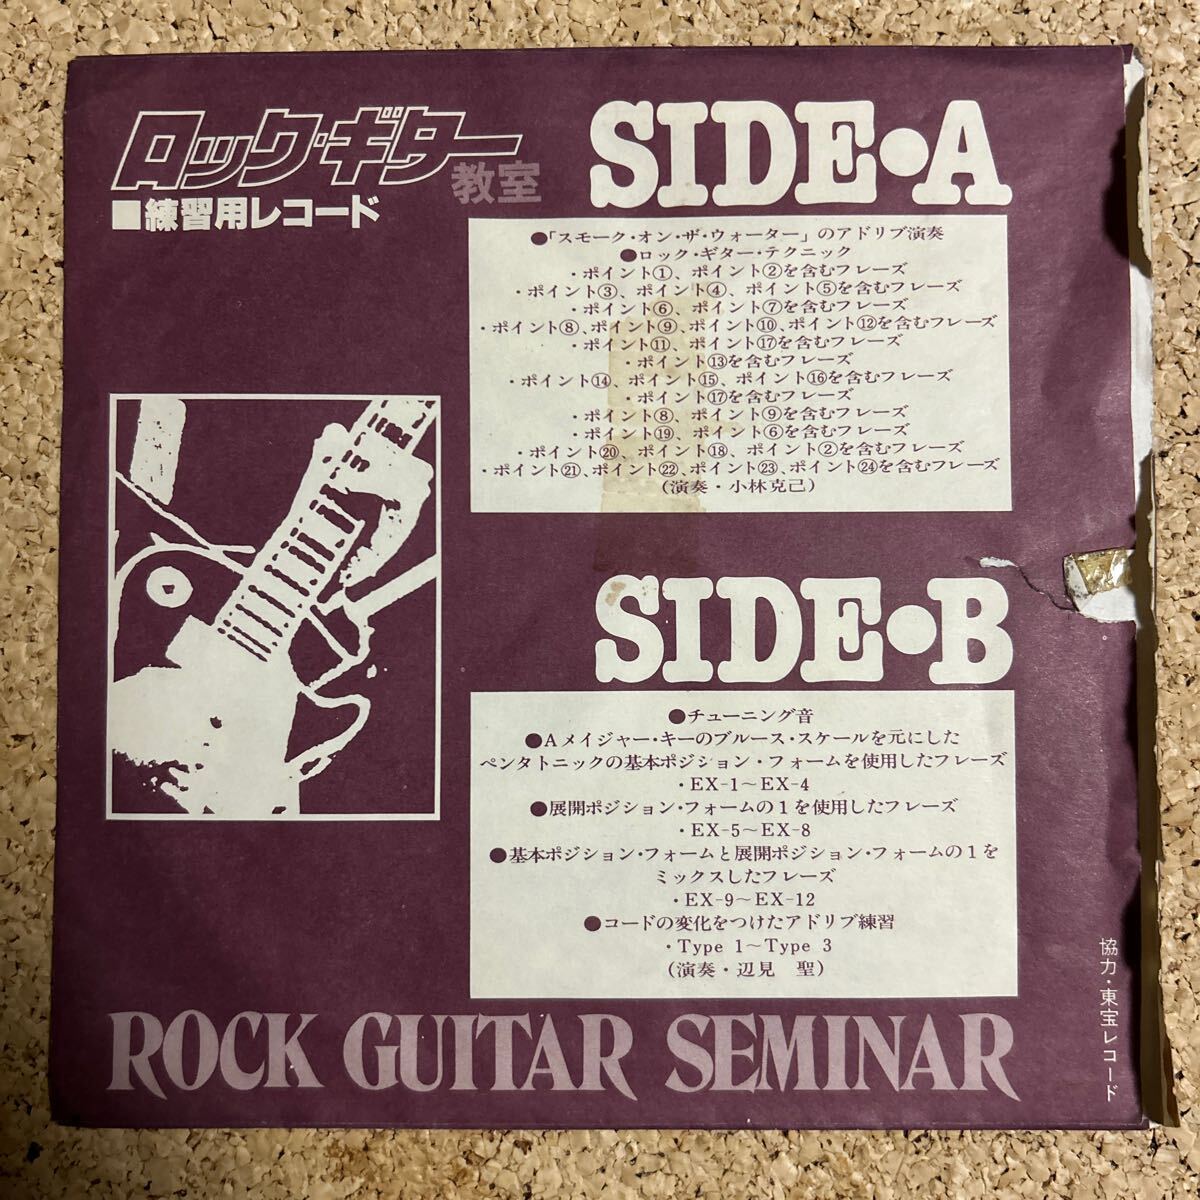 ロック・ギター
教室
■練習用レコード
SIDE•A
●「スモーク・オン・ザ・ウォーター」のアドリブ演奏
●ロック・ギター・テクニック
・ポイント①、ポイント②を含むフレーズ
・ポイント③、ポイント④、ポイント⑤を含むフレーズ
・ポイント⑥、ポイント⑦を含むフレーズ
・ポイント⑧、ポイント⑨、ポイント⑩、ポイント⑫を含むフレーズ
・ポイント⑪、ポイント⑰を含むフレーズ
・ポイント⑬を含むフレーズ
・ポイント⑭、ポイント⑮、ポイント⑯を含むフレーズ
・ポイント⑰を含むフレーズ
・ポイント⑧、ポイント⑨を含むフレーズ
・ポイント⑲、ポイント⑥を含むフレーズ
・ポイント⑳、ポイント⑱、ポイント②を含むフレーズ
・ポイント㉑、ポイント㉒、ポイント㉓、ポイント㉔を含むフレーズ
(演奏・小林克己)
SIDE•B
●チューニング音
●Aメイジャー・キーのブルース・スケールを元にした
ペンタトニックの基本ポジション・フォームを使用したフレーズ
・EX-1〜EX-4
●展開ポジション・フォームの1を使用したフレーズ
・EX-5〜EX-8
●基本ポジション・フォームと展開ポジション・フォームの1を
ミックスしたフレーズ
・EX-9〜EX-12
●コードの変化をつけたアドリブ練習
・Type 1〜Type 3
(演奏・辺見 聖)
協力・東宝レコード
ROCK GUITAR SEMINAR